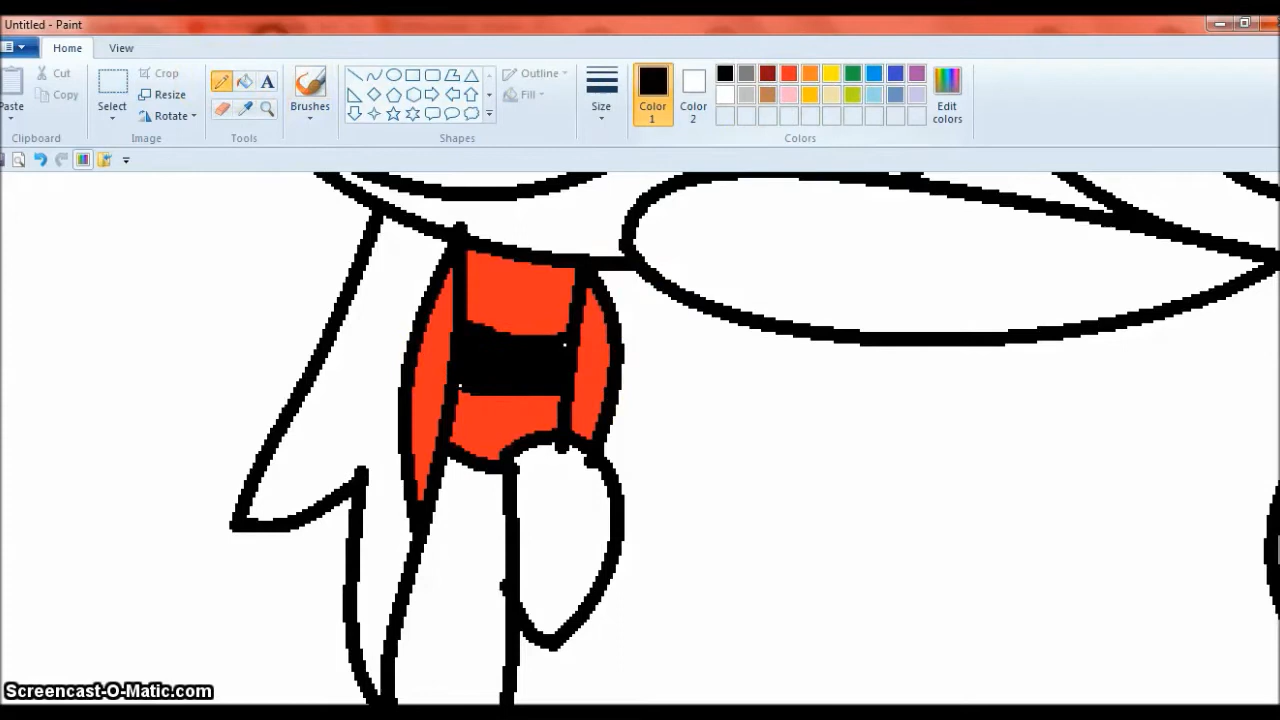 Untitled - Paint
Home View
Paste
Cut
Copy
Clipboard
Select
Crop
Resize
Rotate
Image
A
Tools
Brushes
Outline
Fill
Shapes
Size
Color
1
Color
2
Edit
colors
Colors
Screencast-O-Matic.com